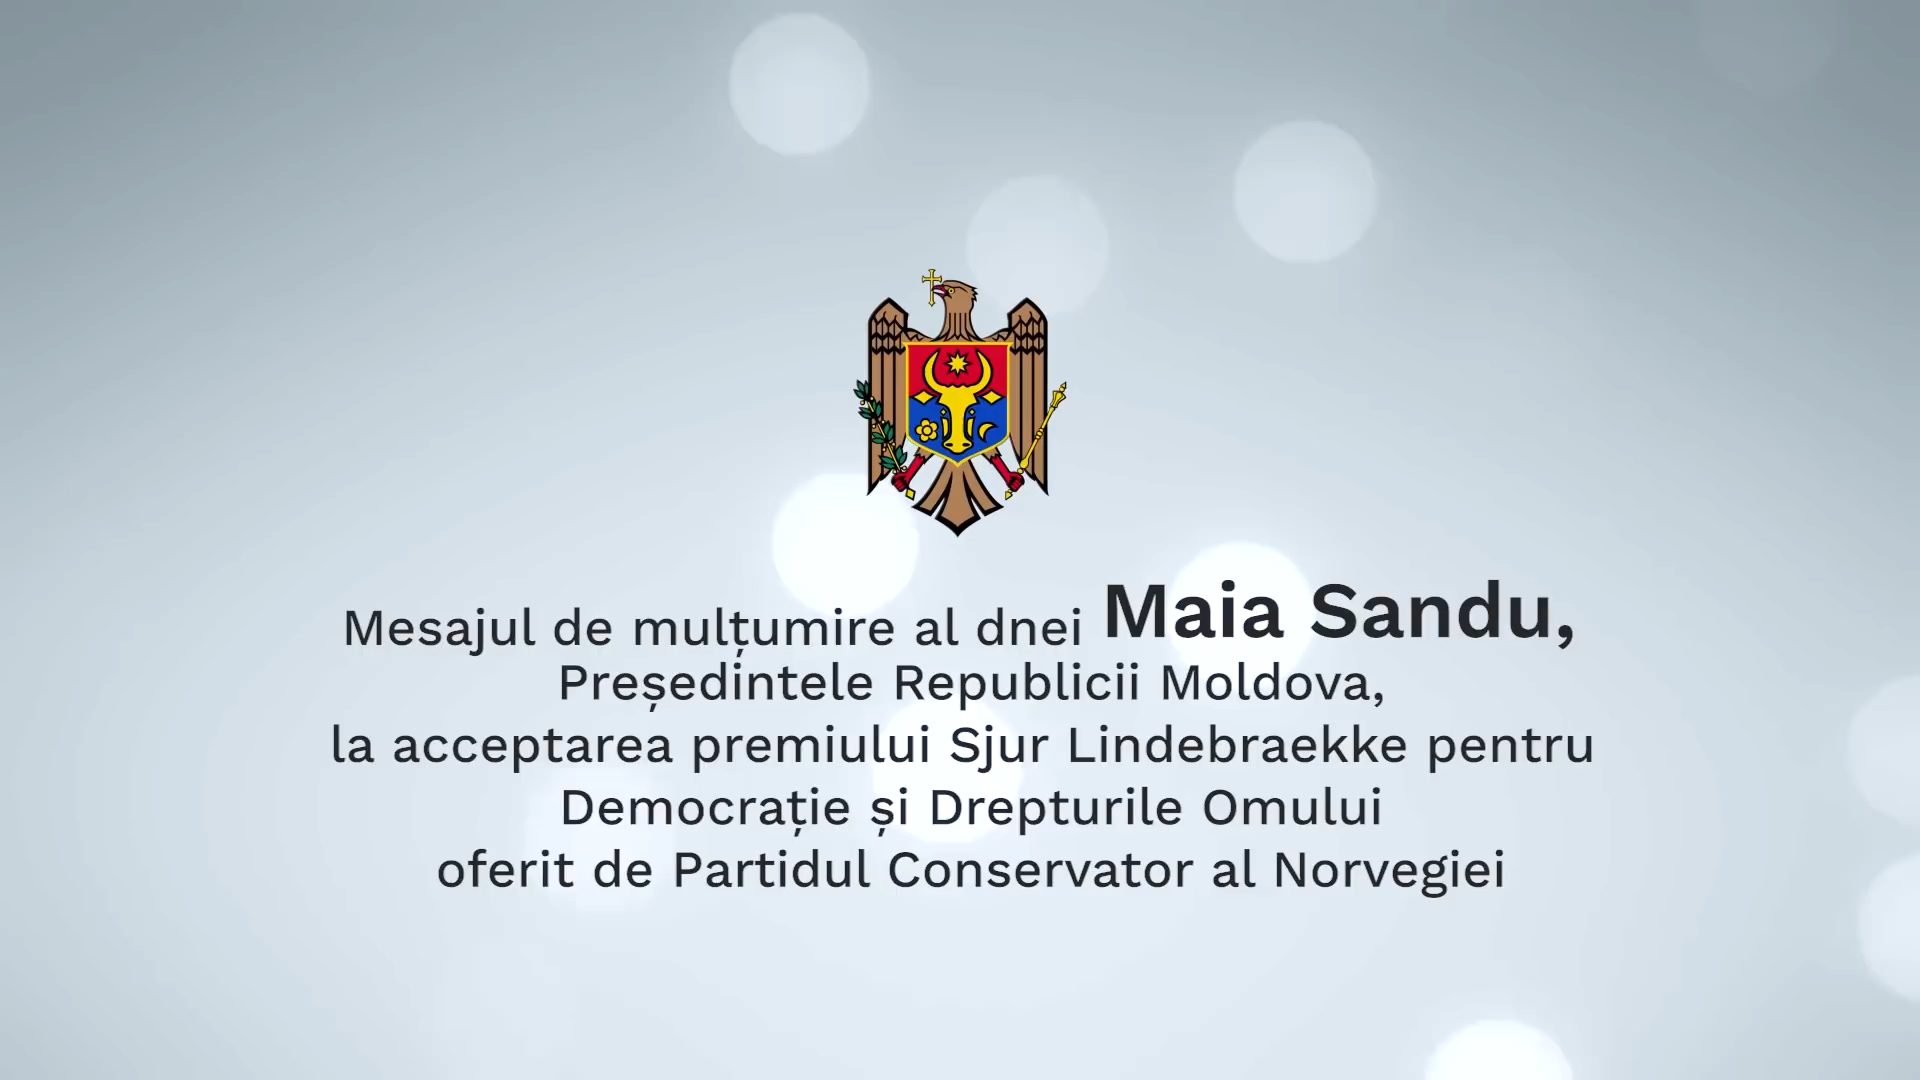 Mesajul de mulțumire al dnei Maia Sandu,
Președintele Republicii Moldova,
la acceptarea premiului Sjur Lindebraekke pentru
Democrație și Drepturile Omului
oferit de Partidul Conservator al Norvegiei